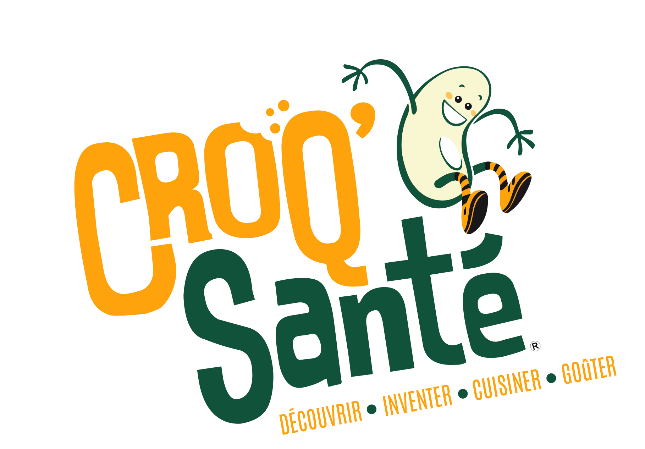 CROQ'
Santé®
DÉCOUVRIR • INVENTER • CUISINER • GOÛTER